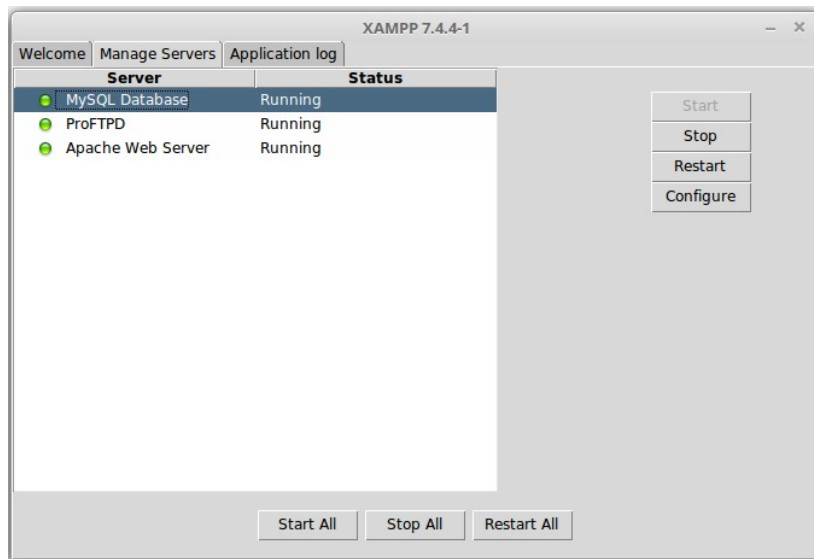 XAMPP 7.4.4-1
Welcome Manage Servers Application log
Server Status
MySQL Database Running
ProFTPD Running
Apache Web Server Running
Start
Stop
Restart
Configure
Start All Stop All Restart All